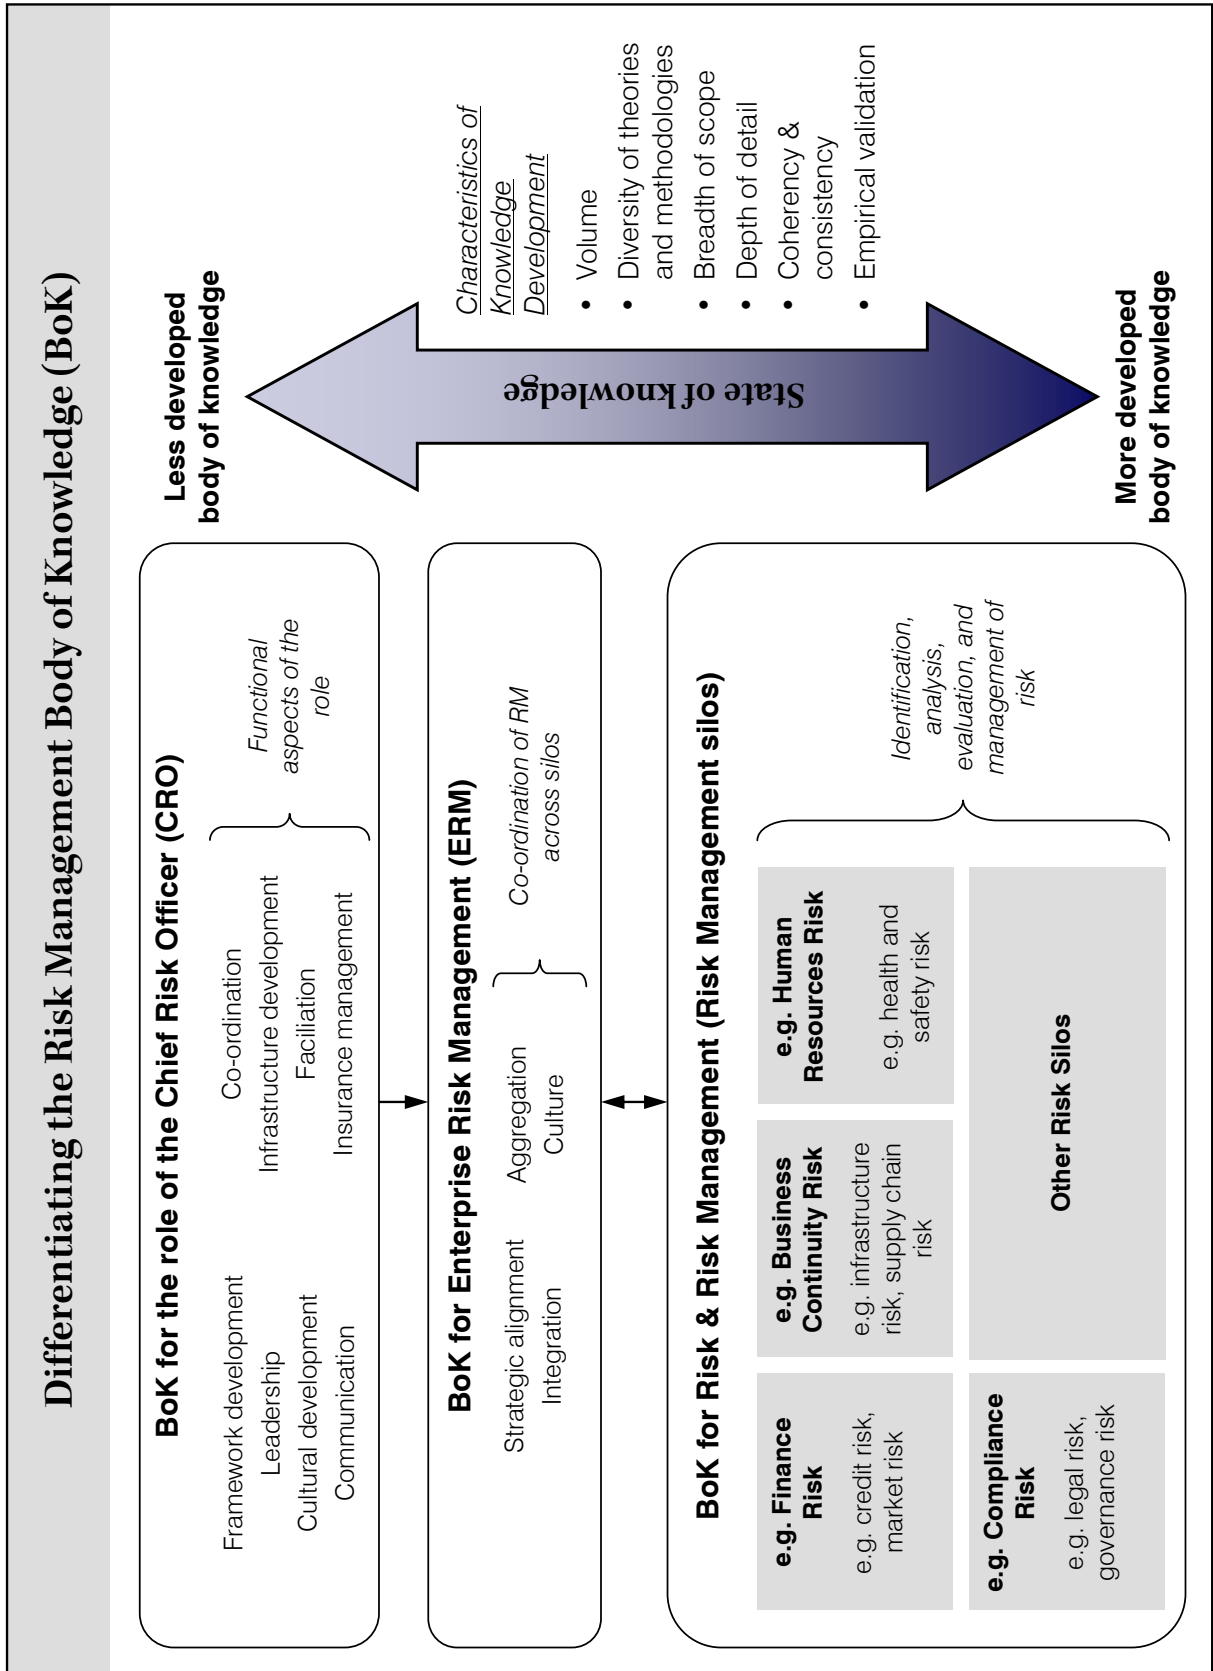 Differentiating the Risk Management Body of Knowledge (BoK)
BoK for the role of the Chief Risk Officer (CRO)
Framework development
Leadership
Cultural development
Communication
Co-ordination
Infrastructure development
Faciliation
Insurance management
Functional
aspects of the
role
BoK for Enterprise Risk Management (ERM)
Strategic alignment
Integration
Aggregation
Culture
Co-ordination of RM
across silos
BoK for Risk & Risk Management (Risk Management silos)
e.g. Finance
Risk
e.g. credit risk,
market risk
e.g. Business
Continuity Risk
e.g. infrastructure
risk, supply chain
risk
e.g. Human
Resources Risk
e.g. health and
safety risk
e.g. Compliance
Risk
e.g. legal risk,
governance risk
Other Risk Silos
Identification,
analysis,
evaluation, and
management of
risk
Less developed
body of knowledge
State of knowledge
More developed
body of knowledge
Characteristics of
Knowledge
Development
• Volume
• Diversity of theories
and methodologies
• Breadth of scope
• Depth of detail
• Coherency &
consistency
• Empirical validation